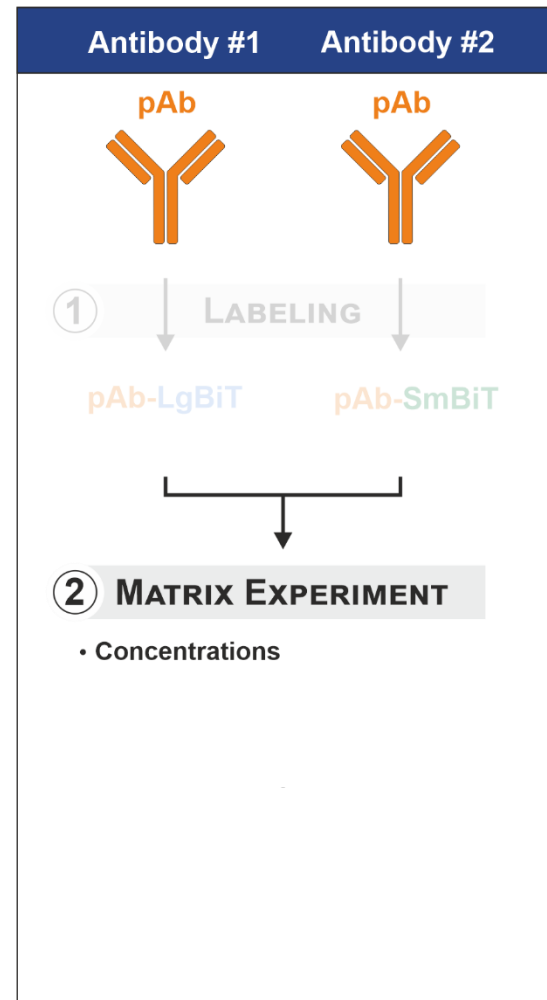 Antibody #1 Antibody #2
pAb pAb
1 LABELING
pAb-LgBiT pAb-SmBiT
2 MATRIX EXPERIMENT
• Concentrations